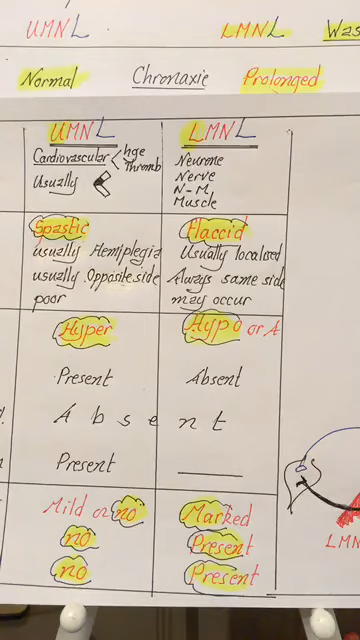 UMNL LMNL Was
Normal Chronaxie Prolonged
UMNL LMNL
Cardiovascular < hge Neurone
Thromb Nerve
Usually N-M.
Muscle
Spastic Flaccid
usually Hemiplegia Usually localised
usually Opposite side Always same side
poor may occur
Hyper Hypo or A
Present Absent
Absent
Present
Mild or no Marked
no Present
no Present
LMN